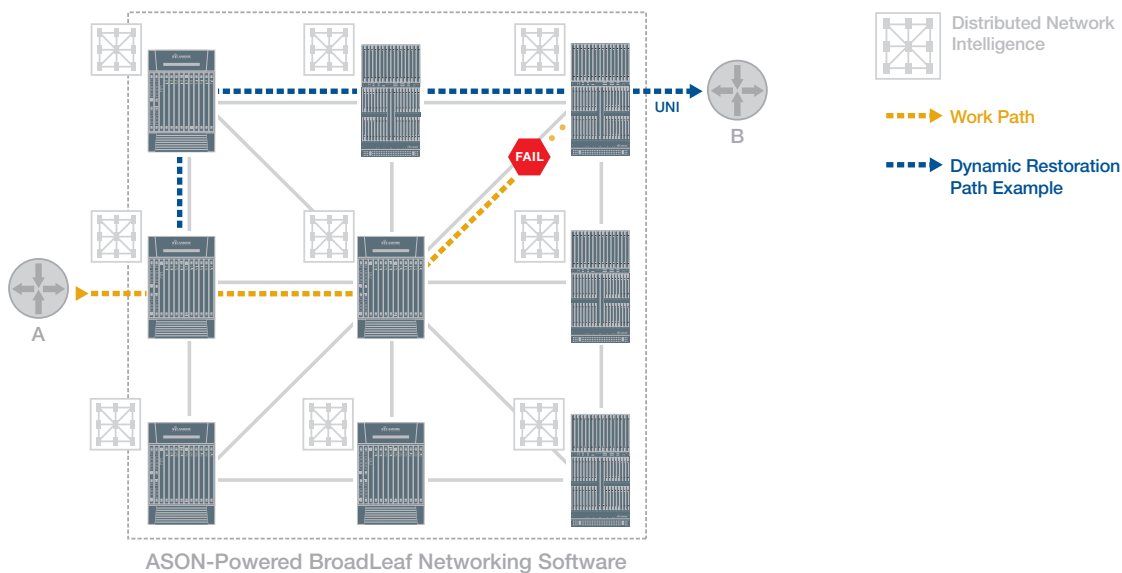 Distributed Network
Intelligence
UNI
B
Work Path
FAIL
Dynamic Restoration
Path Example
A
ASON-Powered BroadLeaf Networking Software